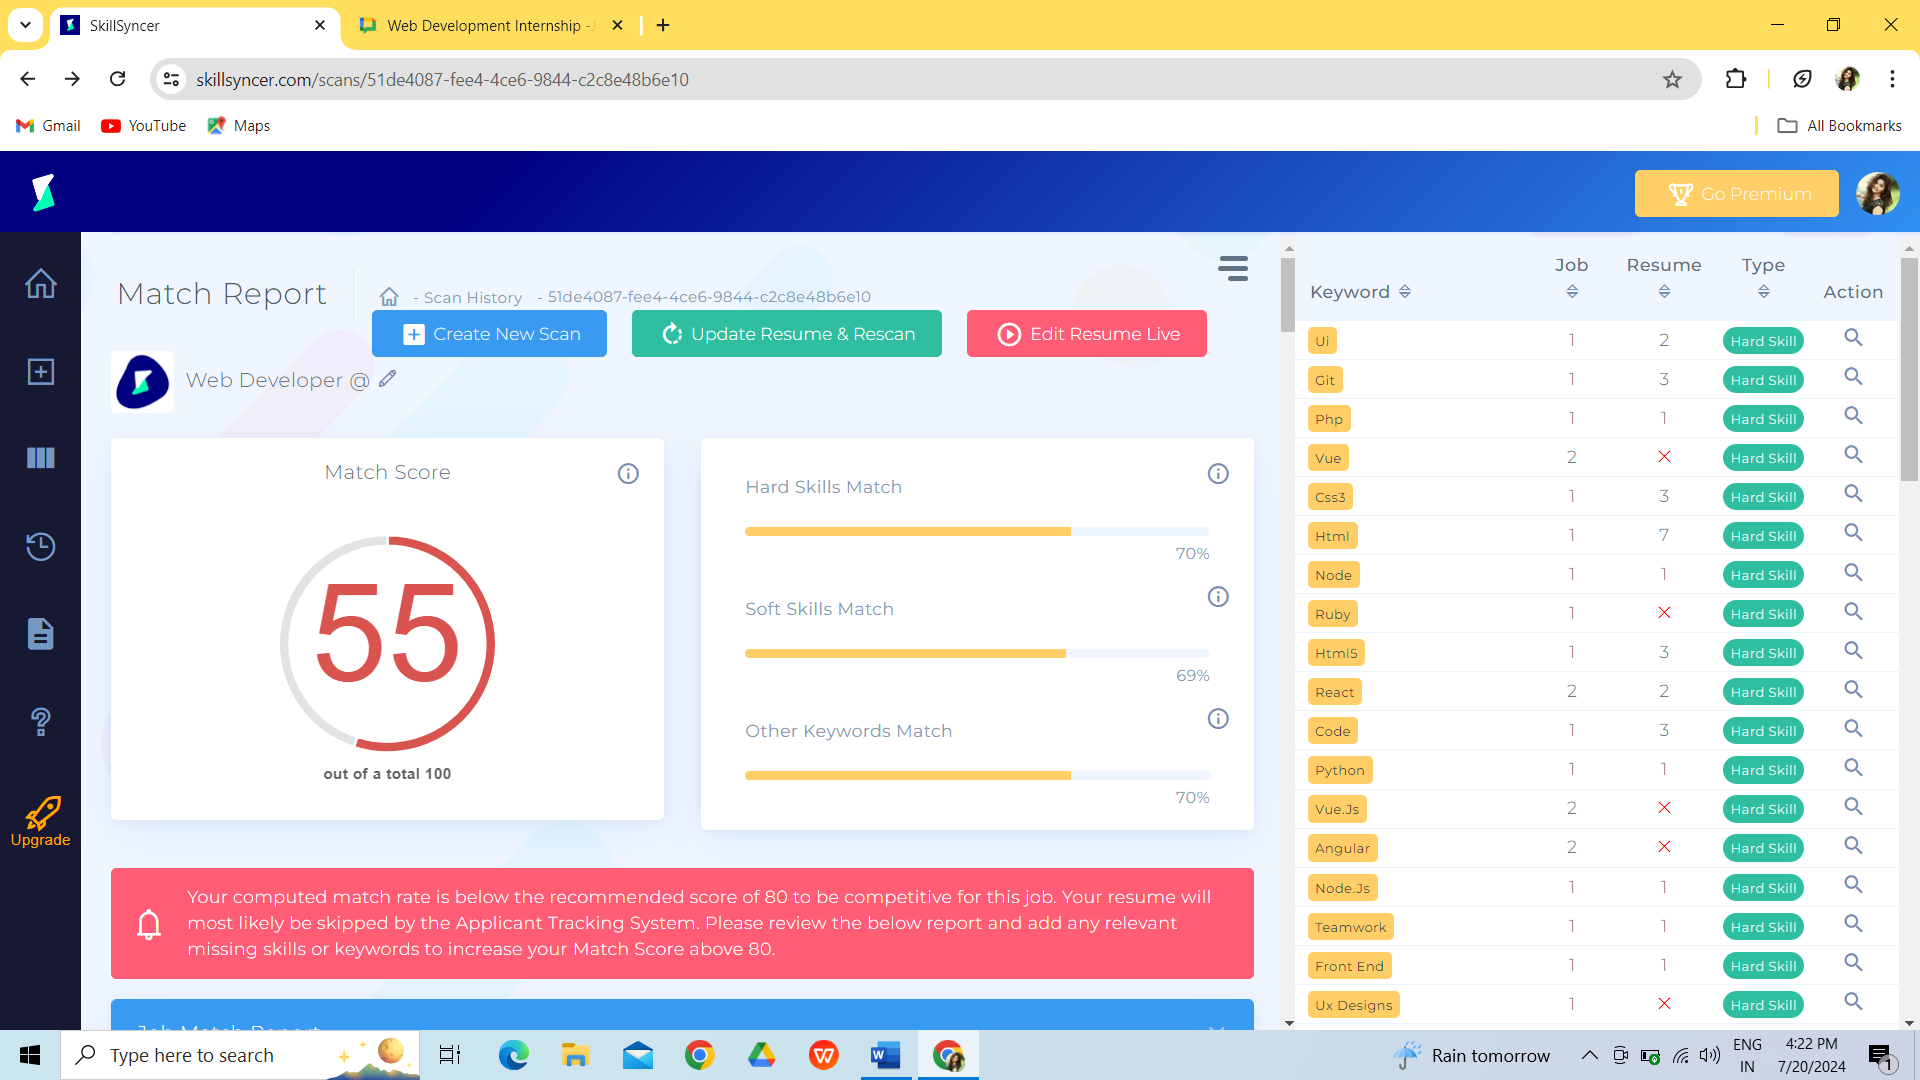 SkillSyncer
Web Development Internship -
skillsyncer.com/scans/51de4087-fee4-4ce6-9844-c2c8e48b6e10
Gmail YouTube Maps All Bookmarks
Go Premium
Match Report - Scan History - 51de4087-fee4-4ce6-9844-c2c8e48b6e10
Create New Scan Update Resume & Rescan Edit Resume Live
Web Developer @
Match Score
55
out of a total 100
Hard Skills Match
70%
Soft Skills Match
69%
Other Keywords Match
70%
Upgrade
Your computed match rate is below the recommended score of 80 to be competitive for this job. Your resume will
most likely be skipped by the Applicant Tracking System. Please review the below report and add any relevant
missing skills or keywords to increase your Match Score above 80.
Job Match Report
Keyword Job Resume Type Action
Ui 1 2 Hard Skill
Git 1 3 Hard Skill
Php 1 1 Hard Skill
Vue 2 Hard Skill
Css3 1 3 Hard Skill
Html 1 7 Hard Skill
Node 1 1 Hard Skill
Ruby 1 Hard Skill
Html5 1 3 Hard Skill
React 2 2 Hard Skill
Code 1 3 Hard Skill
Python 1 1 Hard Skill
Vue.Js 2 Hard Skill
Angular 2 Hard Skill
Node.Js 1 1 Hard Skill
Teamwork 1 1 Hard Skill
Front End 1 1 Hard Skill
Ux Designs 1 Hard Skill
Type here to search
Rain tomorrow
ENG
IN
4:22 PM
7/20/2024
1